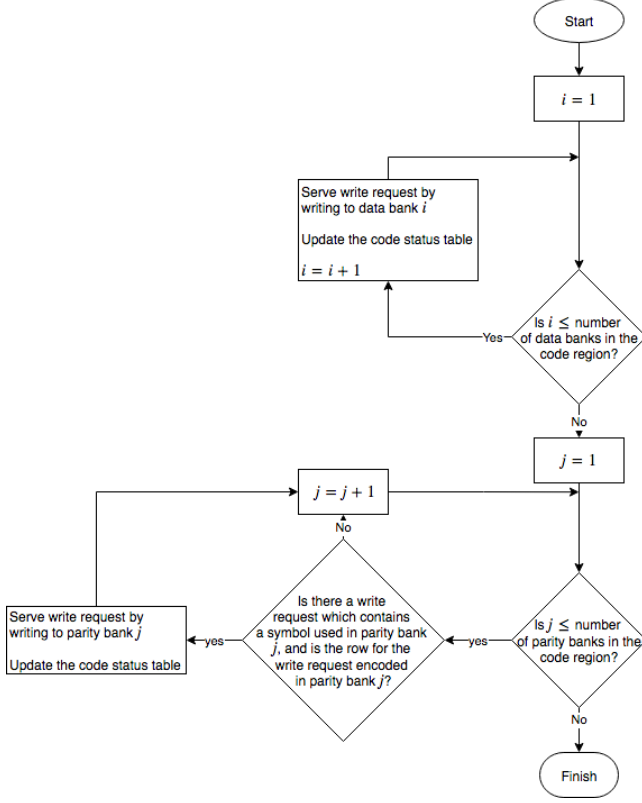 Start
i = 1
Serve write request by
writing to data bank i
Update the code status table
i = i + 1
Is i ≤ number
of data banks in the
code region?
Yes
No
j = 1
j = j + 1
No
Is there a write
request which contains
a symbol used in parity bank
j, and is the row for the
write request encoded
in parity bank j?
Serve write request by
writing to parity bank j
Update the code status table
yes
yes
Is j ≤ number
of parity banks in the
code region?
No
Finish